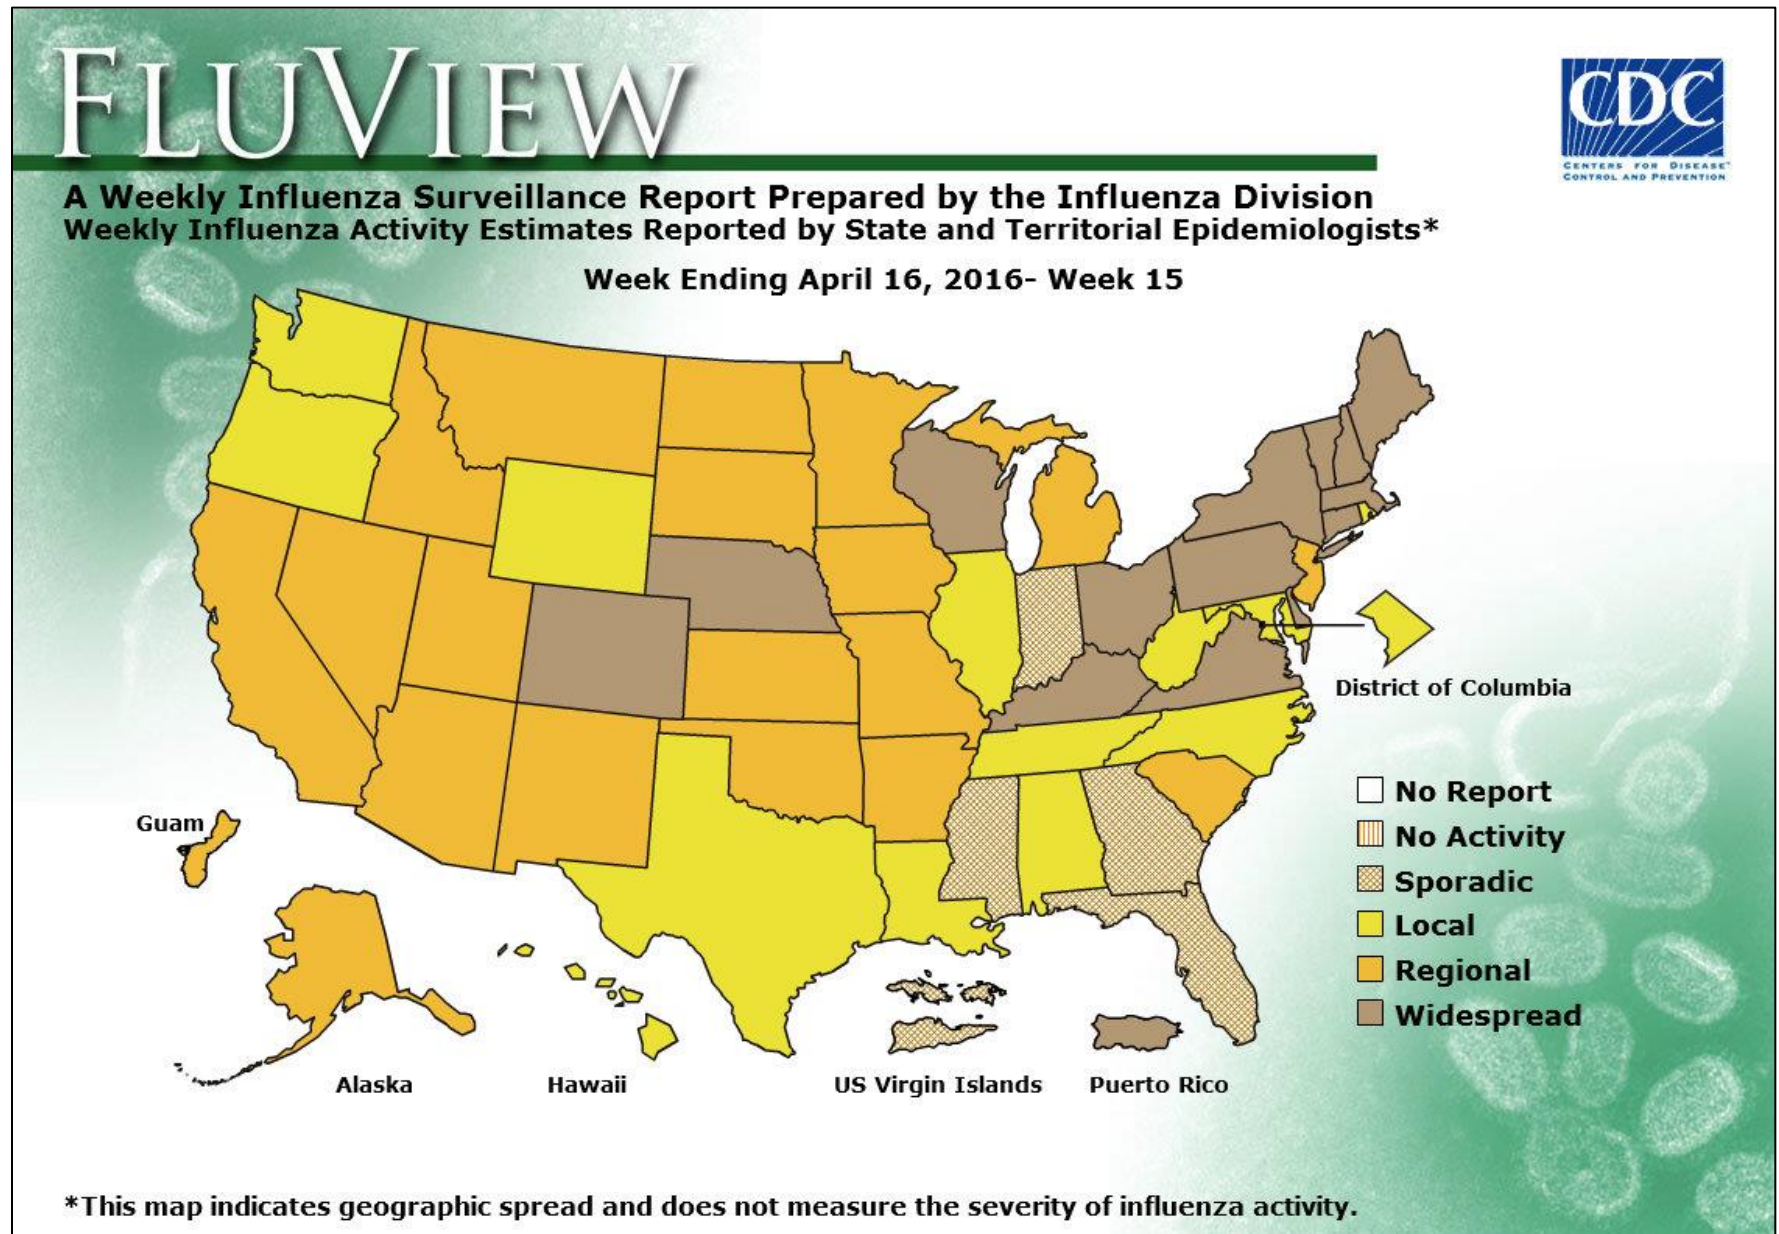 FLUVIEW
CDC
CENTERS FOR DISEASE™
CONTROL AND PREVENTION
A Weekly Influenza Surveillance Report Prepared by the Influenza Division
Weekly Influenza Activity Estimates Reported by State and Territorial Epidemiologists*
Week Ending April 16, 2016- Week 15
District of Columbia
No Report
No Activity
Sporadic
Local
Regional
Widespread
Guam
Alaska
Hawaii
US Virgin Islands
Puerto Rico
*This map indicates geographic spread and does not measure the severity of influenza activity.